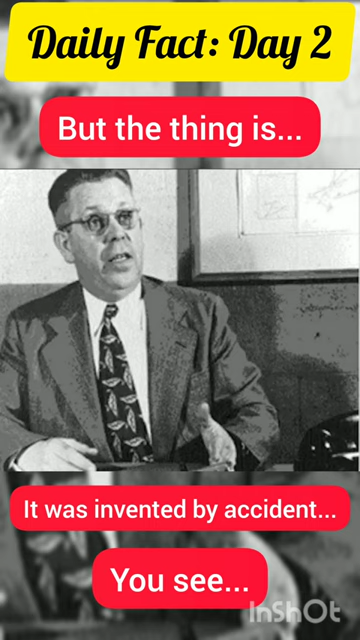 Daily Fact: Day 2
But the thing is...
It was invented by accident...
You see...
InShOt